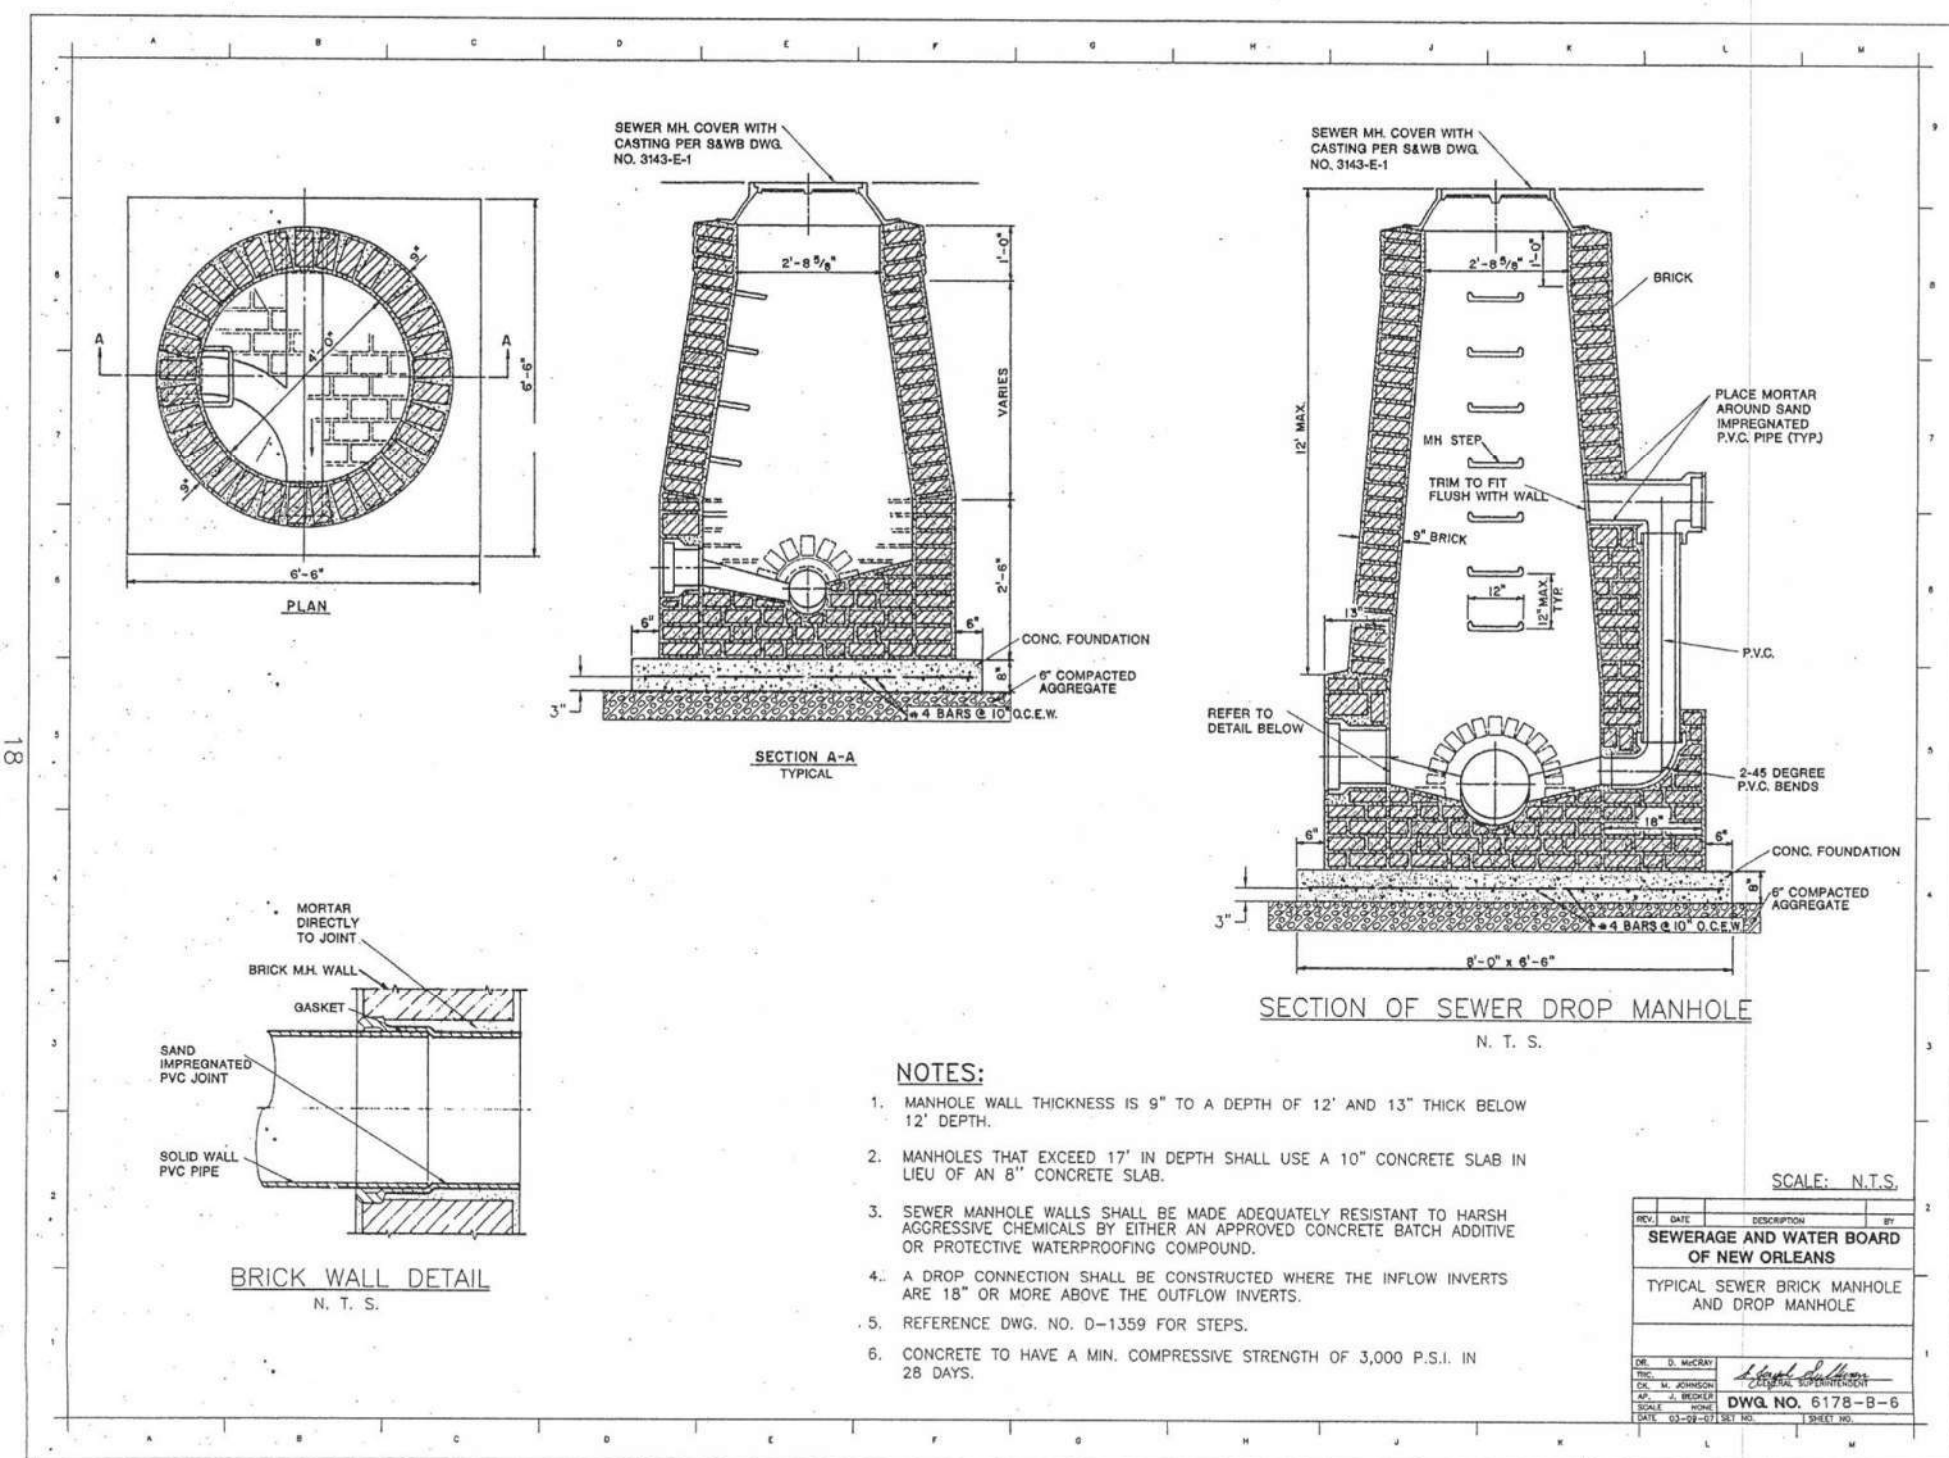 A B C D E F G H J K L M
SEWER MH. COVER WITH
CASTING PER S&WB DWG.
NO. 3143-E-1
SEWER MH. COVER WITH
CASTING PER S&WB DWG.
NO. 3143-E-1
9"
4'-0"
9"
A
A
6'-6"
6'-6"
PLAN
2'-8 5/8"
1'-0"
VARIES
2'-6"
6"
6"
8"
3"
CONC. FOUNDATION
6" COMPACTED
AGGREGATE
#4 BARS @ 10" O.C.E.W.
SECTION A-A
TYPICAL
2'-8 5/8"
1'-0"
BRICK
12' MAX.
PLACE MORTAR
AROUND SAND
IMPREGNATED
P.V.C. PIPE (TYP.)
MH STEP
TRIM TO FIT
FLUSH WITH WALL
9" BRICK
12"
12" MAX
TYP.
13"
P.V.C.
REFER TO
DETAIL BELOW
2-45 DEGREE
P.V.C. BENDS
18"
6"
6"
CONC. FOUNDATION
8"
6" COMPACTED
AGGREGATE
3"
#4 BARS @ 10" O.C.E.W.
8'-0" x 6'-6"
SECTION OF SEWER DROP MANHOLE
N. T. S.
MORTAR
DIRECTLY
TO JOINT
BRICK M.H. WALL
GASKET
SAND
IMPREGNATED
PVC JOINT
SOLID WALL
PVC PIPE
BRICK WALL DETAIL
N. T. S.
NOTES:
1. MANHOLE WALL THICKNESS IS 9" TO A DEPTH OF 12' AND 13" THICK BELOW
12' DEPTH.
2. MANHOLES THAT EXCEED 17' IN DEPTH SHALL USE A 10" CONCRETE SLAB IN
LIEU OF AN 8" CONCRETE SLAB.
3. SEWER MANHOLE WALLS SHALL BE MADE ADEQUATELY RESISTANT TO HARSH
AGGRESSIVE CHEMICALS BY EITHER AN APPROVED CONCRETE BATCH ADDITIVE
OR PROTECTIVE WATERPROOFING COMPOUND.
4. A DROP CONNECTION SHALL BE CONSTRUCTED WHERE THE INFLOW INVERTS
ARE 18" OR MORE ABOVE THE OUTFLOW INVERTS.
5. REFERENCE DWG. NO. D-1359 FOR STEPS.
6. CONCRETE TO HAVE A MIN. COMPRESSIVE STRENGTH OF 3,000 P.S.I. IN
28 DAYS.
SCALE: N.T.S.
REV. DATE DESCRIPTION BY
SEWERAGE AND WATER BOARD
OF NEW ORLEANS
TYPICAL SEWER BRICK MANHOLE
AND DROP MANHOLE
DR. D. McCRAY
TRC.
CK. M. JOHNSON
GENERAL SUPERINTENDENT
AP. J. BECKER
SCALE NONE
DWG. NO. 6178-B-6
DATE 03-09-07 SET NO. SHEET NO.
A B C D E F G H J K L M
18